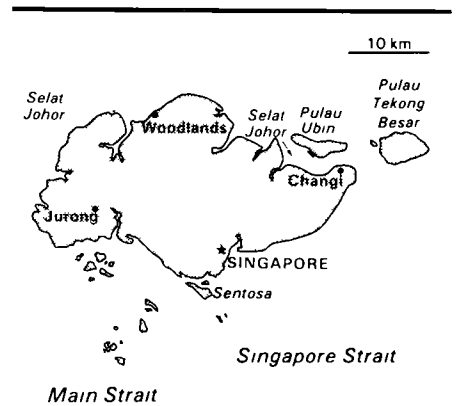 10 km
Selat
Johor
Woodlands
Selat
Johor
Pulau
Ubin
Pulau
Tekong
Besar
Changi
Jurong
SINGAPORE
Sentosa
Singapore Strait
Main Strait